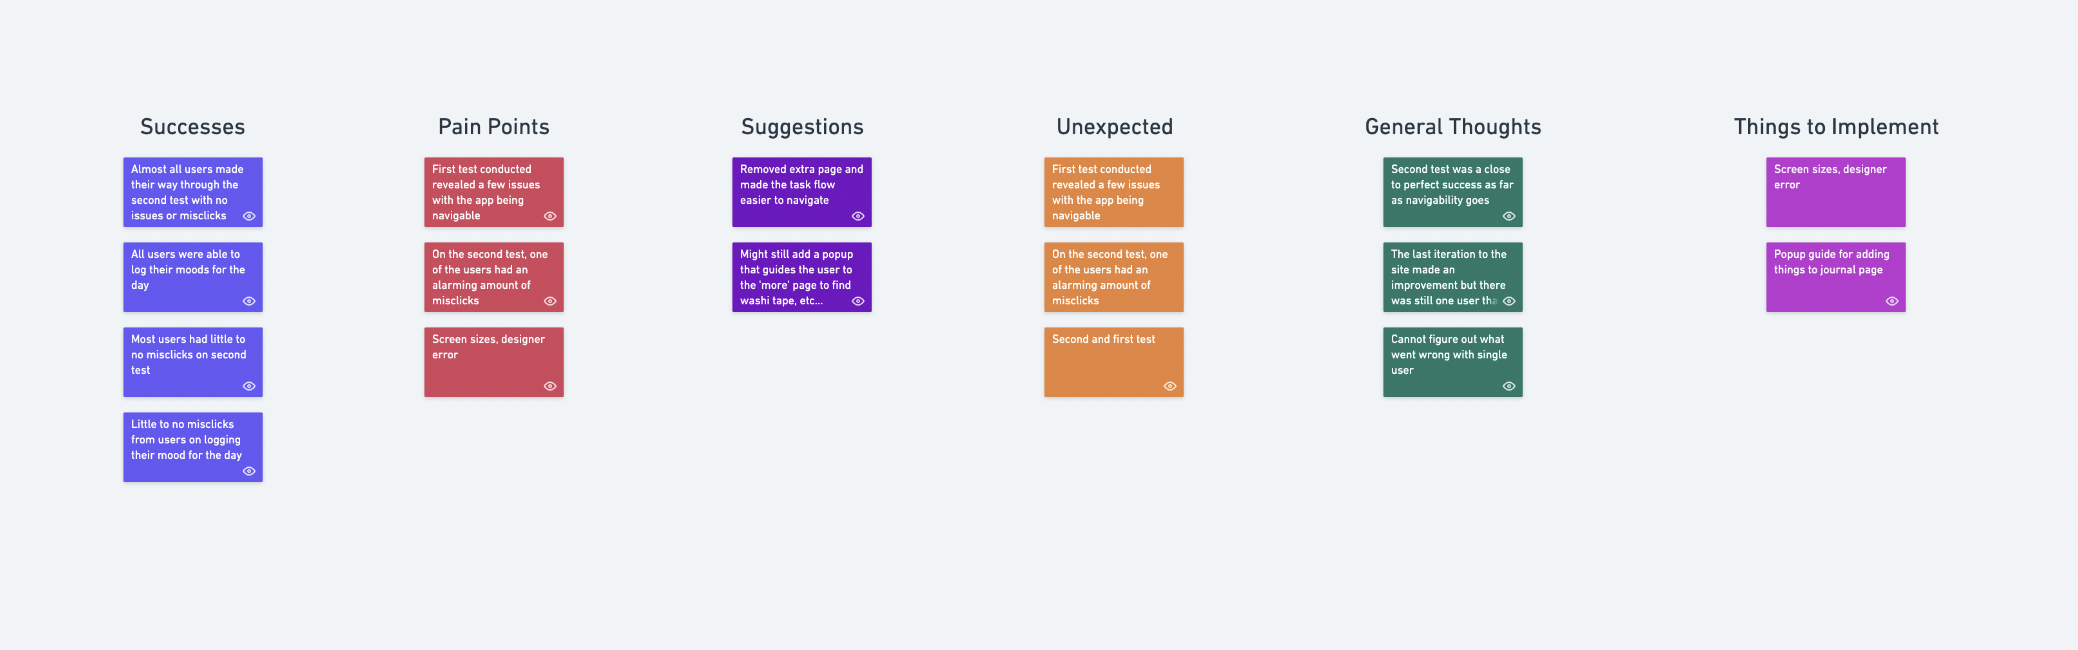 Successes
Almost all users made
their way through the
second test with no
issues or misclicks
All users were able to
log their moods for the
day
Most users had little to
no misclicks on second
test
Little to no misclicks
from users on logging
their mood for the day
Pain Points
First test conducted
revealed a few issues
with the app being
navigable
On the second test, one
of the users had an
alarming amount of
misclicks
Screen sizes, designer
error
Suggestions
Removed extra page and
made the task flow
easier to navigate
Might still add a popup
that guides the user to
the 'more' page to find
washi tape, etc...
Unexpected
First test conducted
revealed a few issues
with the app being
navigable
On the second test, one
of the users had an
alarming amount of
misclicks
Second and first test
General Thoughts
Second test was a close
to perfect success as far
as navigability goes
The last iteration to the
site made an
improvement but there
was still one user tha
Cannot figure out what
went wrong with single
user
Things to Implement
Screen sizes, designer
error
Popup guide for adding
things to journal page